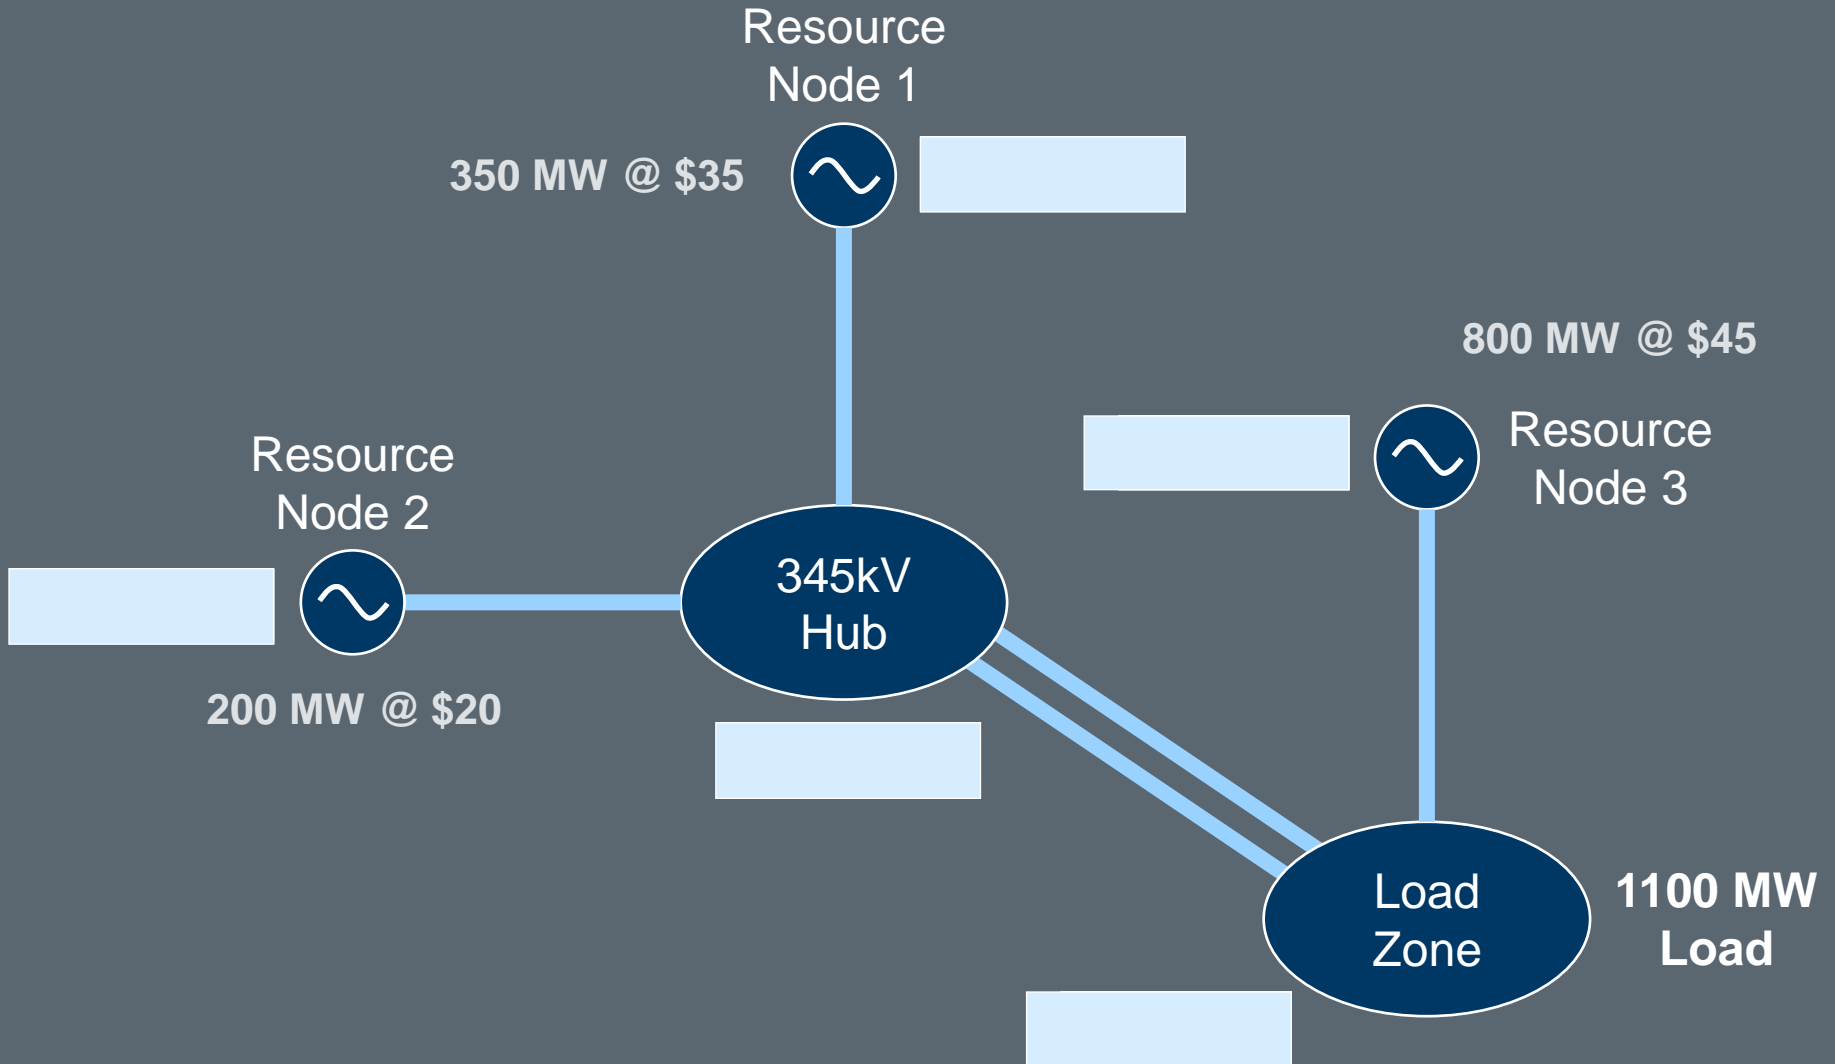 Resource
Node 1
350 MW @ $35
800 MW @ $45
Resource
Node 3
Resource
Node 2
345kV
Hub
200 MW @ $20
Load
Zone
1100 MW
Load